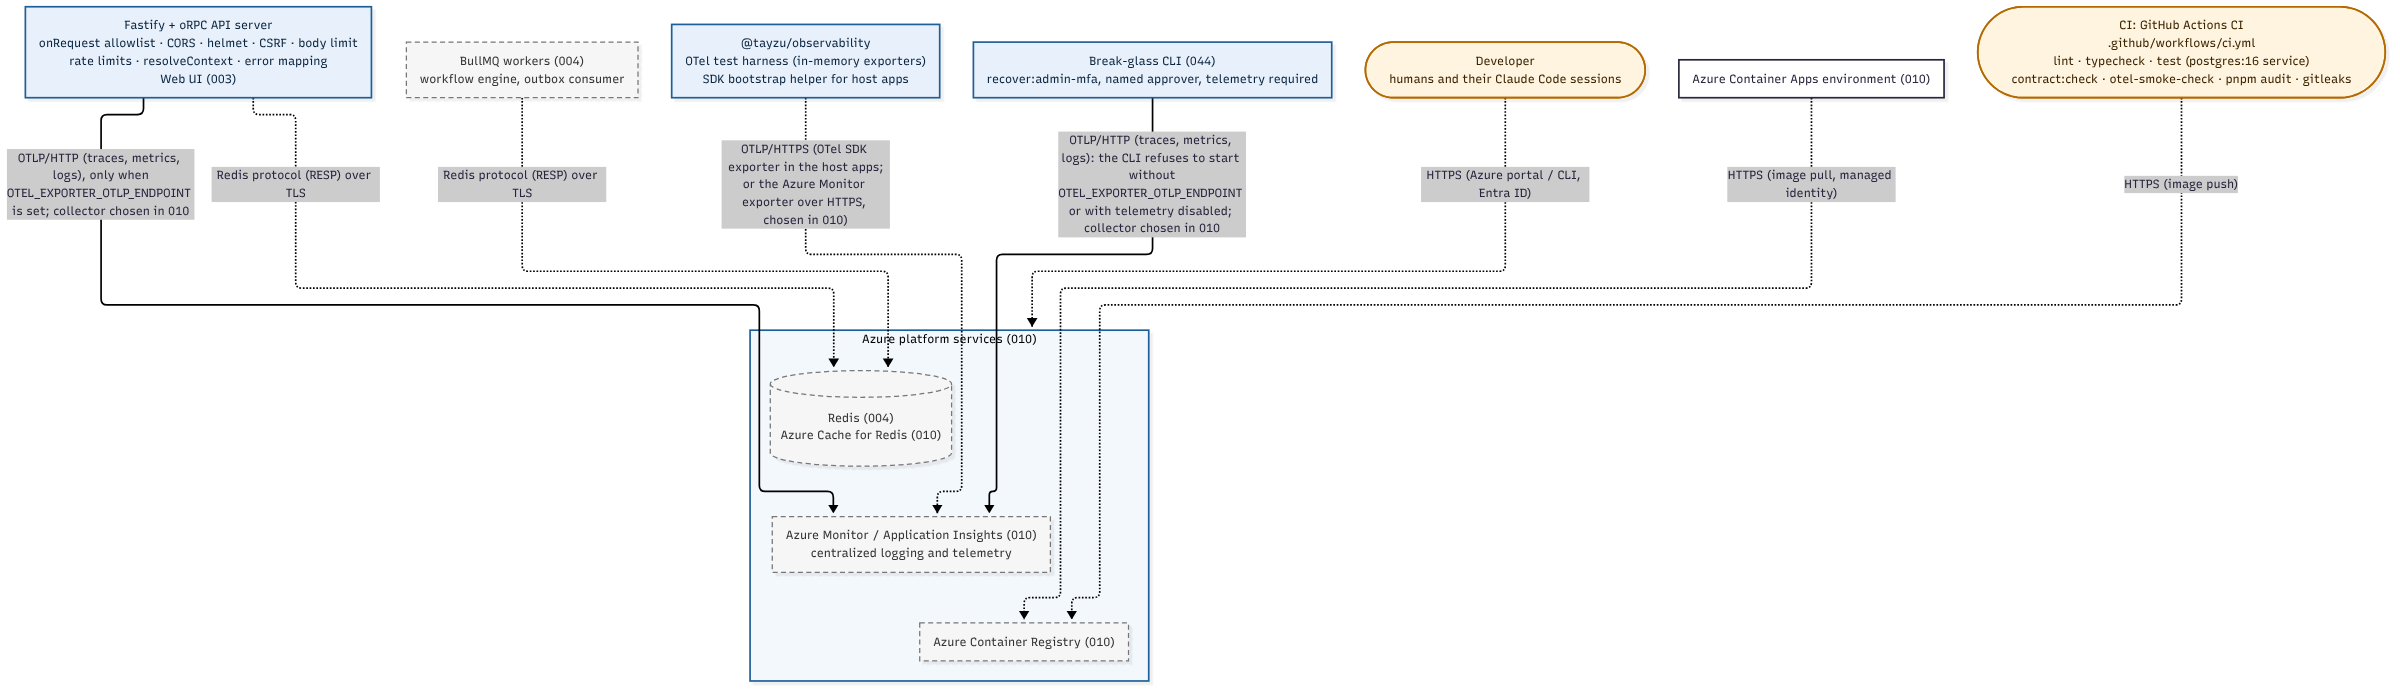 Fastify + oRPC API server
onRequest allowlist · CORS · helmet · CSRF · body limit
rate limits · resolveContext · error mapping
Web UI (003)
BullMQ workers (004)
workflow engine, outbox consumer
@tayzu/observability
OTel test harness (in-memory exporters)
SDK bootstrap helper for host apps
Break-glass CLI (044)
recover:admin-mfa, named approver, telemetry required
Developer
humans and their Claude Code sessions
Azure Container Apps environment (010)
CI: GitHub Actions CI
.github/workflows/ci.yml
lint · typecheck · test (postgres:16 service)
contract:check · otel-smoke-check · pnpm audit · gitleaks
OTLP/HTTP (traces, metrics,
logs), only when
OTEL_EXPORTER_OTLP_ENDPOINT
is set; collector chosen in 010
Redis protocol (RESP) over
TLS
Redis protocol (RESP) over
TLS
OTLP/HTTPS (OTel SDK
exporter in the host apps;
or the Azure Monitor
exporter over HTTPS,
chosen in 010)
OTLP/HTTP (traces, metrics,
logs): the CLI refuses to start
without
OTEL_EXPORTER_OTLP_ENDPOINT
or with telemetry disabled;
collector chosen in 010
HTTPS (Azure portal / CLI,
Entra ID)
HTTPS (image pull, managed
identity)
HTTPS (image push)
Azure platform services (010)
Redis (004)
Azure Cache for Redis (010)
Azure Monitor / Application Insights (010)
centralized logging and telemetry
Azure Container Registry (010)